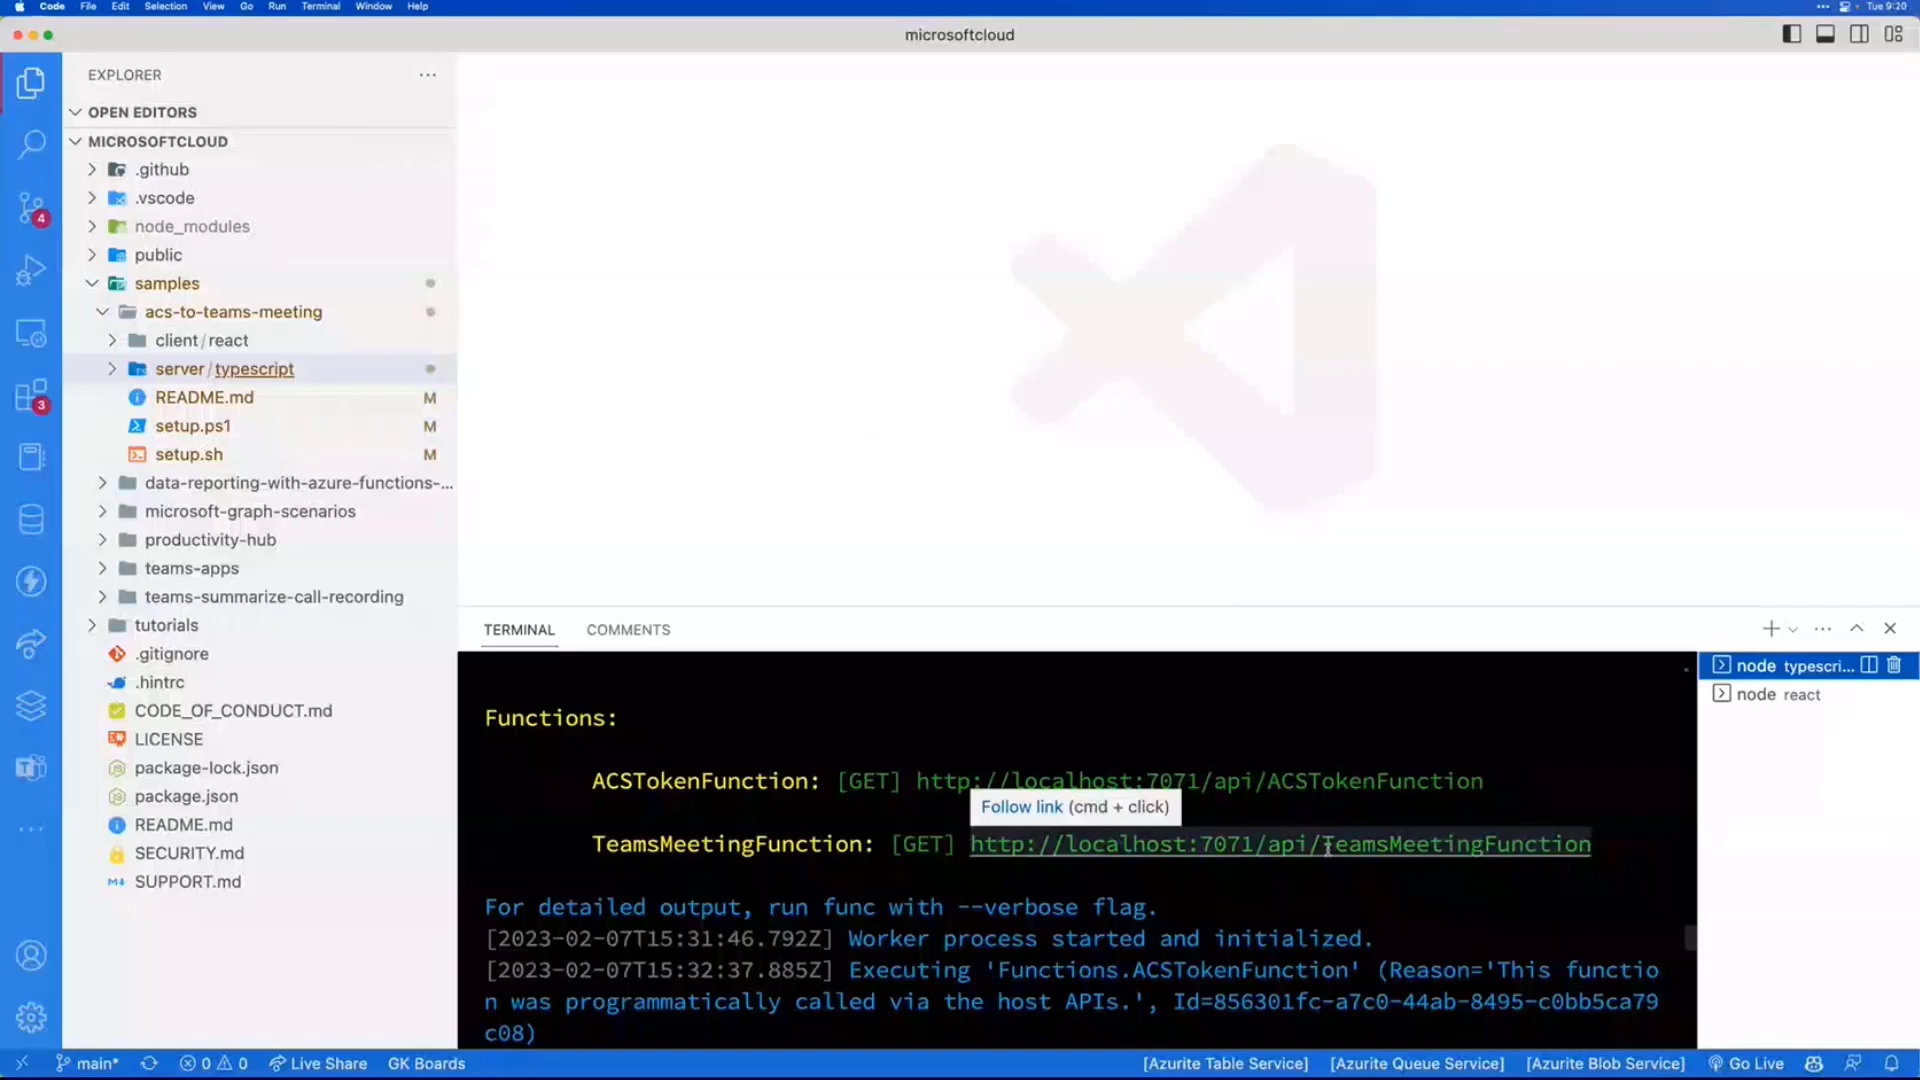 Code File Edit Selection View Go Run Terminal Window Help
Tue 9:20
microsoftcloud
EXPLORER
OPEN EDITORS
MICROSOFTCLOUD
.github
.vscode
node_modules
public
samples
acs-to-teams-meeting
client / react
server / typescript
README.md M
setup.ps1 M
setup.sh M
data-reporting-with-azure-functions-...
microsoft-graph-scenarios
productivity-hub
teams-apps
teams-summarize-call-recording
tutorials
.gitignore
.hintrc
CODE_OF_CONDUCT.md
LICENSE
package-lock.json
package.json
README.md
SECURITY.md
SUPPORT.md
4
3
TERMINAL COMMENTS
node typescri...
node react
Functions:
ACSTokenFunction: [GET] http://localhost:7071/api/ACSTokenFunction
Follow link (cmd + click)
TeamsMeetingFunction: [GET] http://localhost:7071/api/TeamsMeetingFunction
For detailed output, run func with --verbose flag.
[2023-02-07T15:31:46.792Z] Worker process started and initialized.
[2023-02-07T15:32:37.885Z] Executing 'Functions.ACSTokenFunction' (Reason='This functio
n was programmatically called via the host APIs.', Id=856301fc-a7c0-44ab-8495-c0bb5ca79
c08)
main* 0 0 Live Share GK Boards [Azurite Table Service] [Azurite Queue Service] [Azurite Blob Service] Go Live